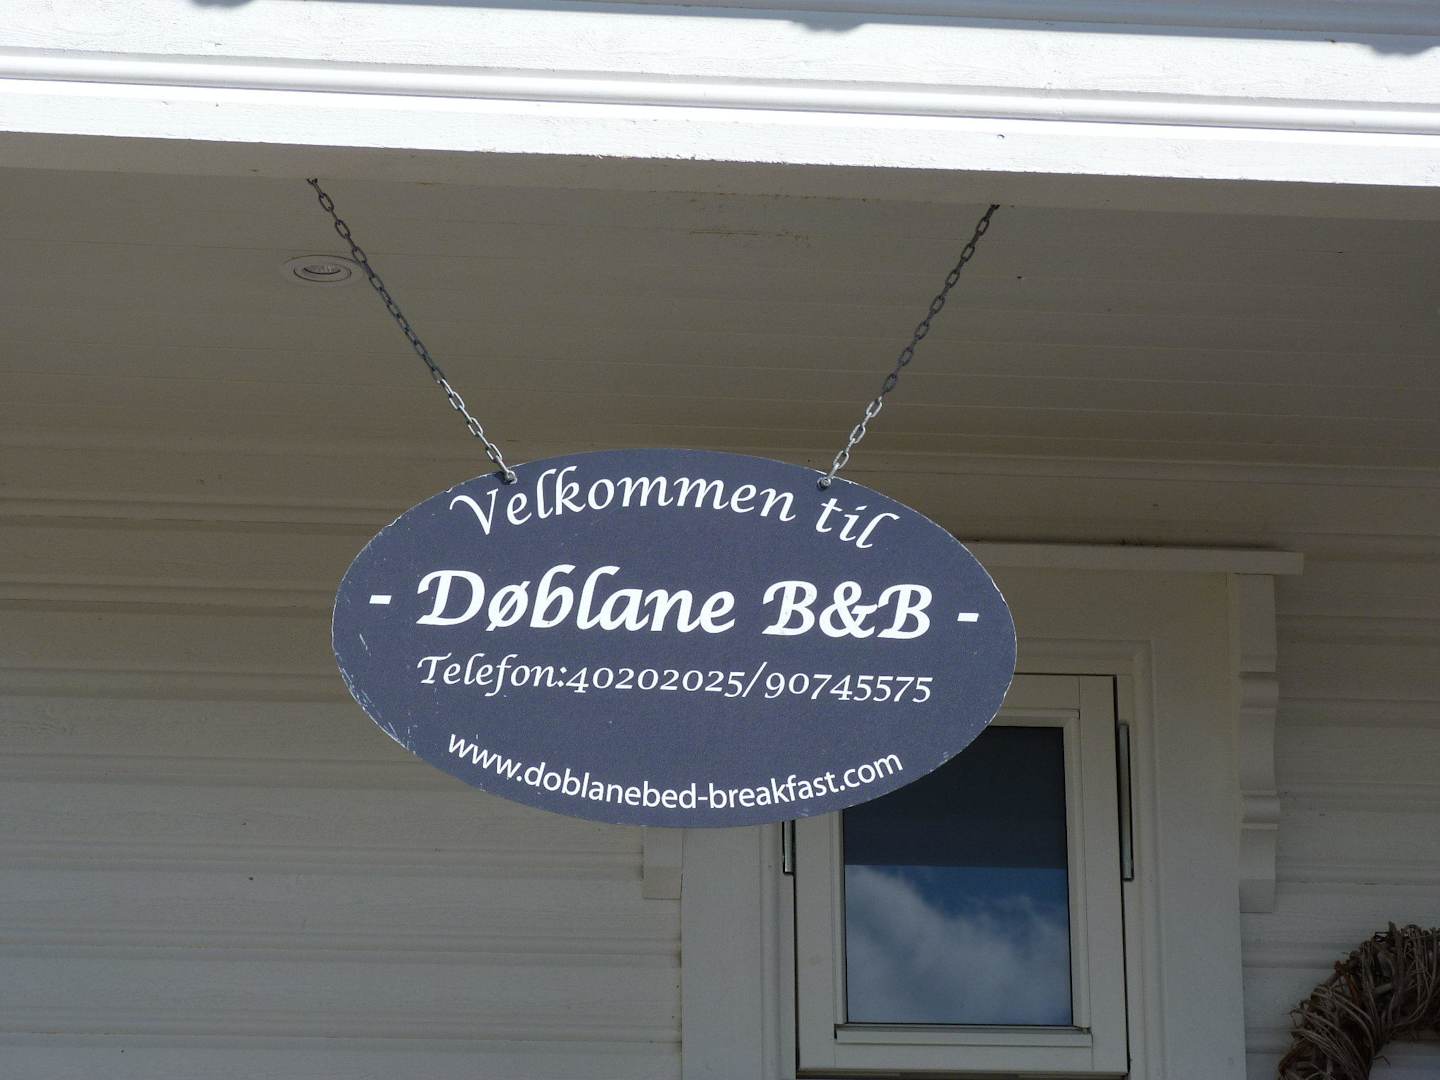 Velkommen til
- Døblane B&B -
Telefon:40202025/90745575
www.doblanebed-breakfast.com